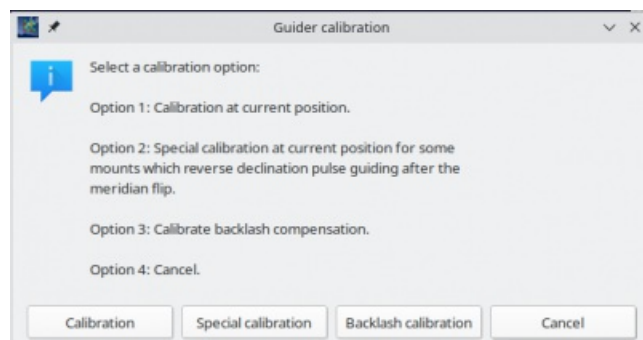 Guider calibration
Select a calibration option:
Option 1: Calibration at current position.
Option 2: Special calibration at current position for some
mounts which reverse declination pulse guiding after the
meridian flip.
Option 3: Calibrate backlash compensation.
Option 4: Cancel.
Calibration Special calibration Backlash calibration Cancel